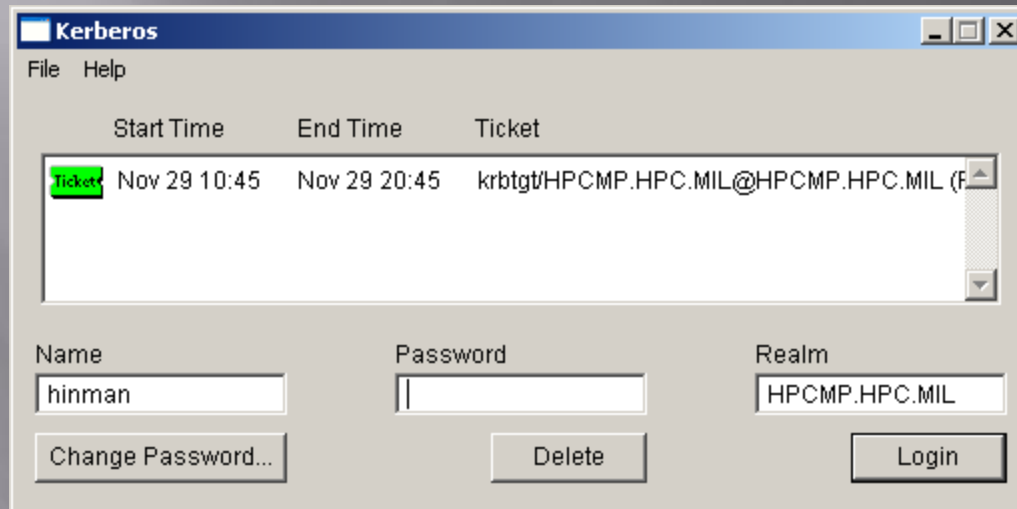 Kerberos
File Help
Start Time End Time Ticket
Ticket Nov 29 10:45 Nov 29 20:45 krbtgt/HPCMP.HPC.MIL@HPCMP.HPC.MIL (
Name Password Realm
hinman HPCMP.HPC.MIL
Change Password... Delete Login